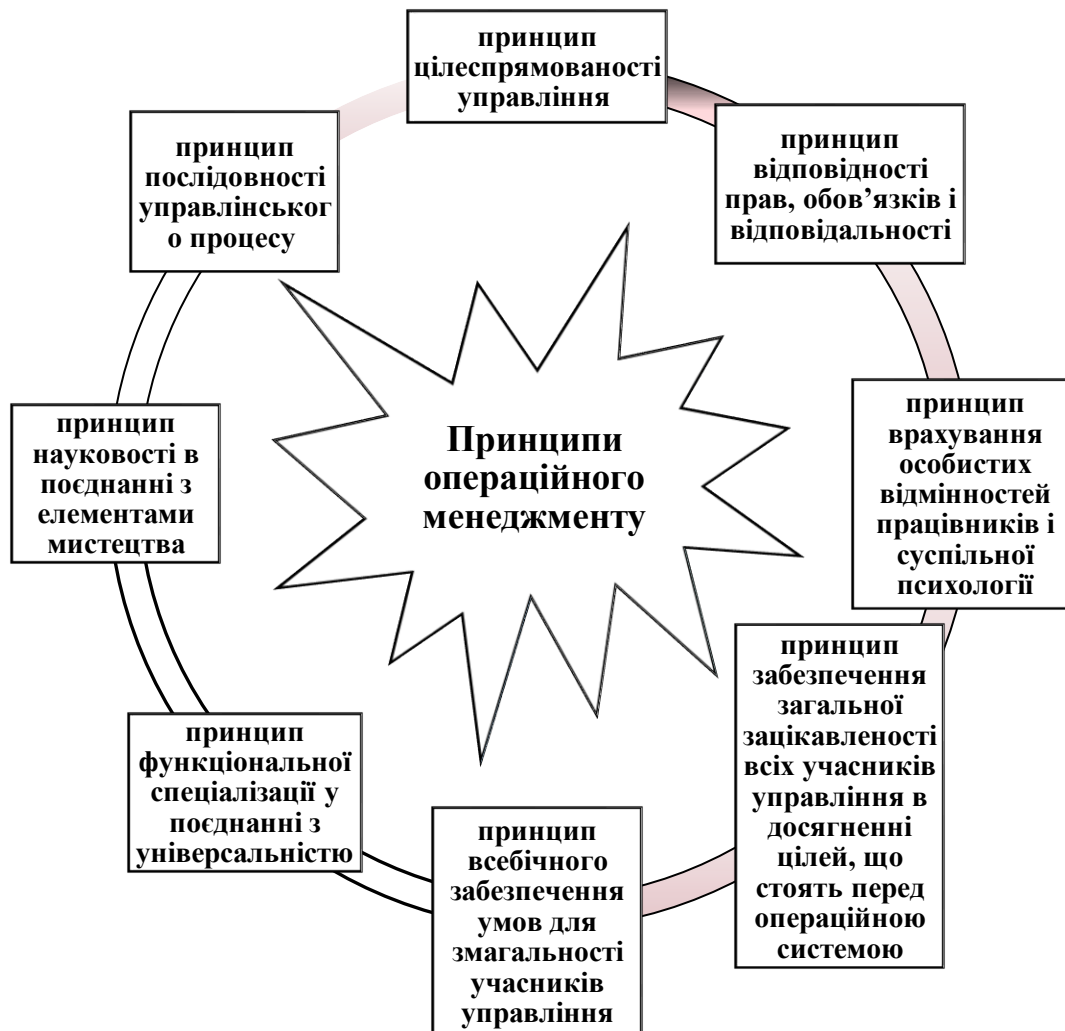 принцип
цілеспрямованості
управління
принцип
відповідності
прав, обов’язків і
відповідальності
принцип
врахування
особистих
відмінностей
працівників і
суспільної
психології
принцип
забезпечення
загальної
зацікавленості
всіх учасників
управління в
досягненні
цілей, що
стоять перед
операційною
системою
принцип
всебічного
забезпечення
умов для
змагальності
учасників
управління
принцип
функціональної
спеціалізації у
поєднанні з
універсальністю
принцип
науковості в
поєднанні з
елементами
мистецтва
принцип
послідовності
управлінськог
о процесу
Принципи
операційного
менеджменту